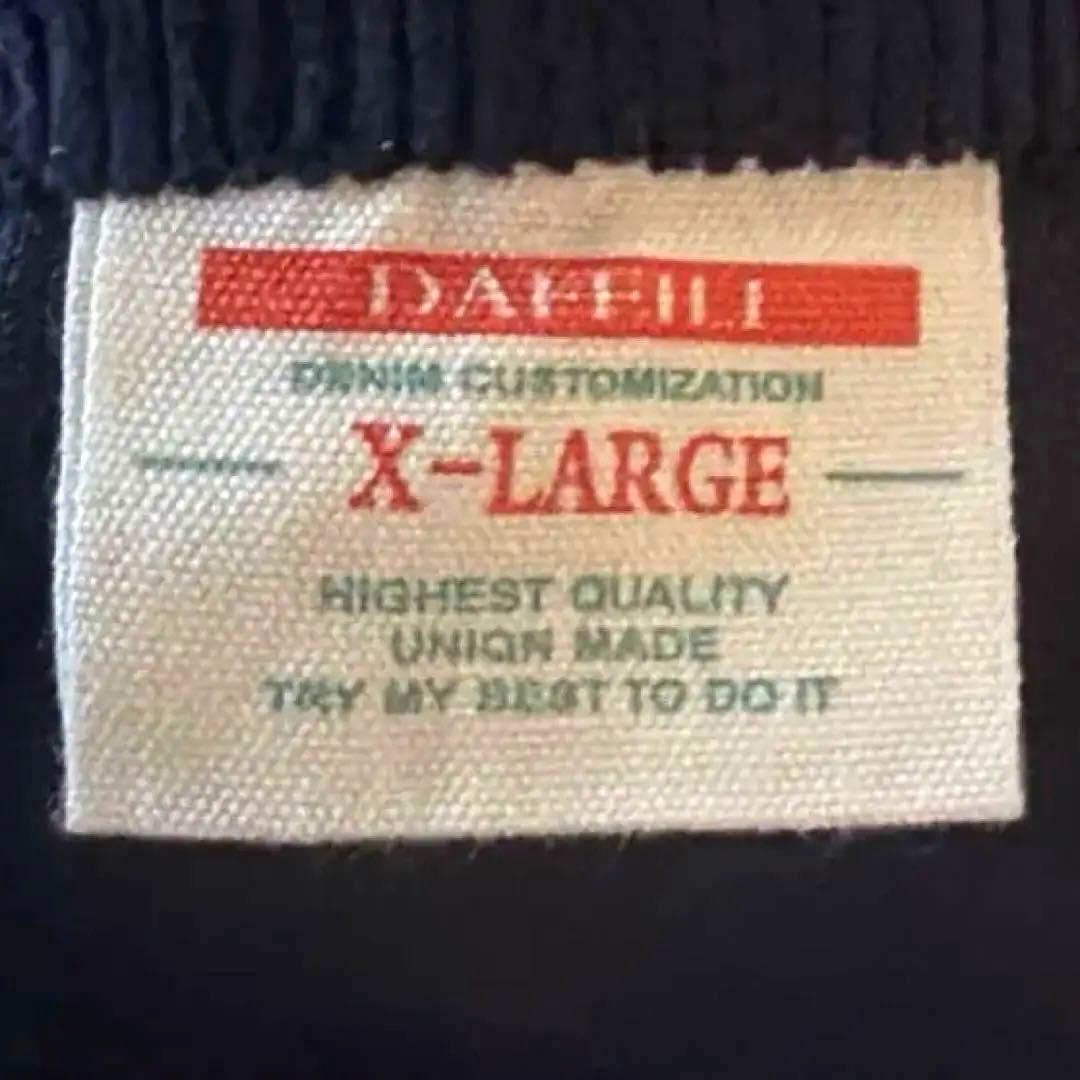 DAFFILI
DENIM CUSTOMIZATION
X-LARGE
HIGHEST QUALITY
UNION MADE
TRY MY BEST TO DO IT